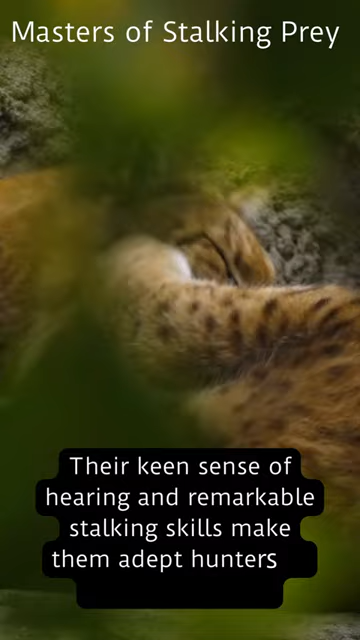 Masters of Stalking Prey
Their keen sense of
hearing and remarkable
stalking skills make
them adept hunters